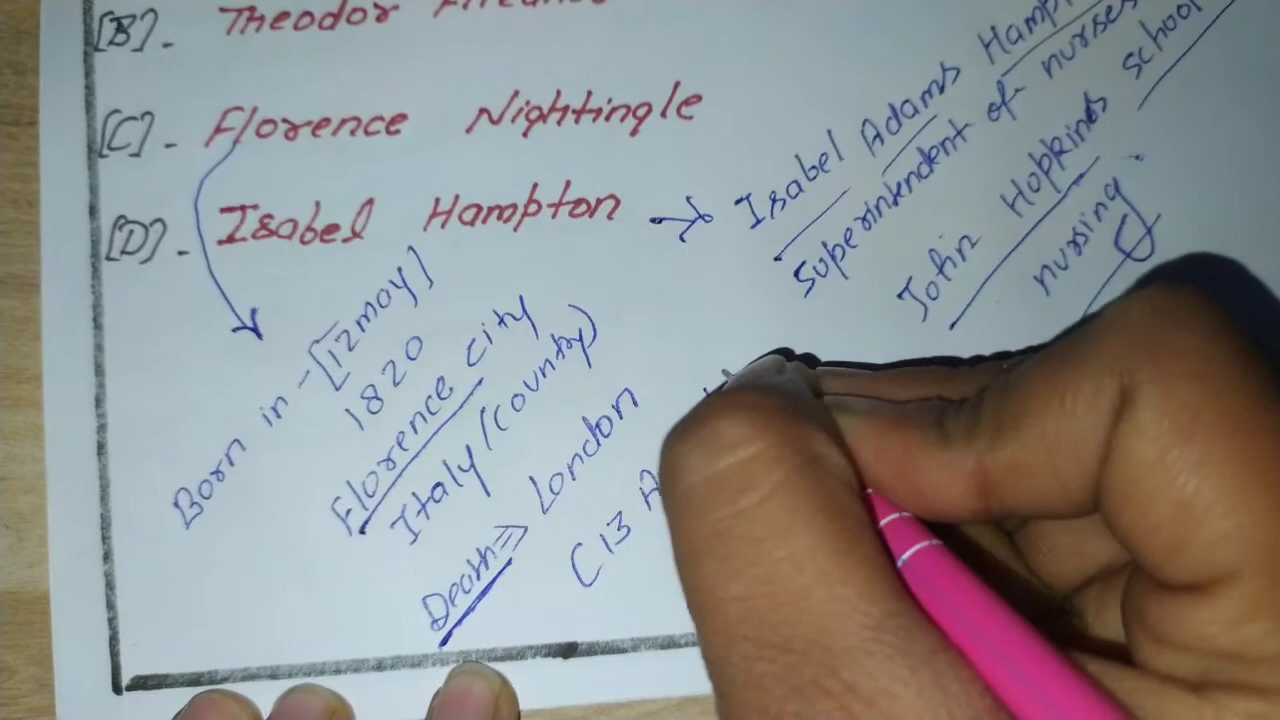 [B]. Theodor
[C]. Florence Nightingle
[D]. Isabel Hampton
Isabel Adams
Superintendent of nurses
John Hopkins school
nursing.
Born in - [12 may]
1820
Florence city
Italy (country)
Death ⇒ London
(13 A